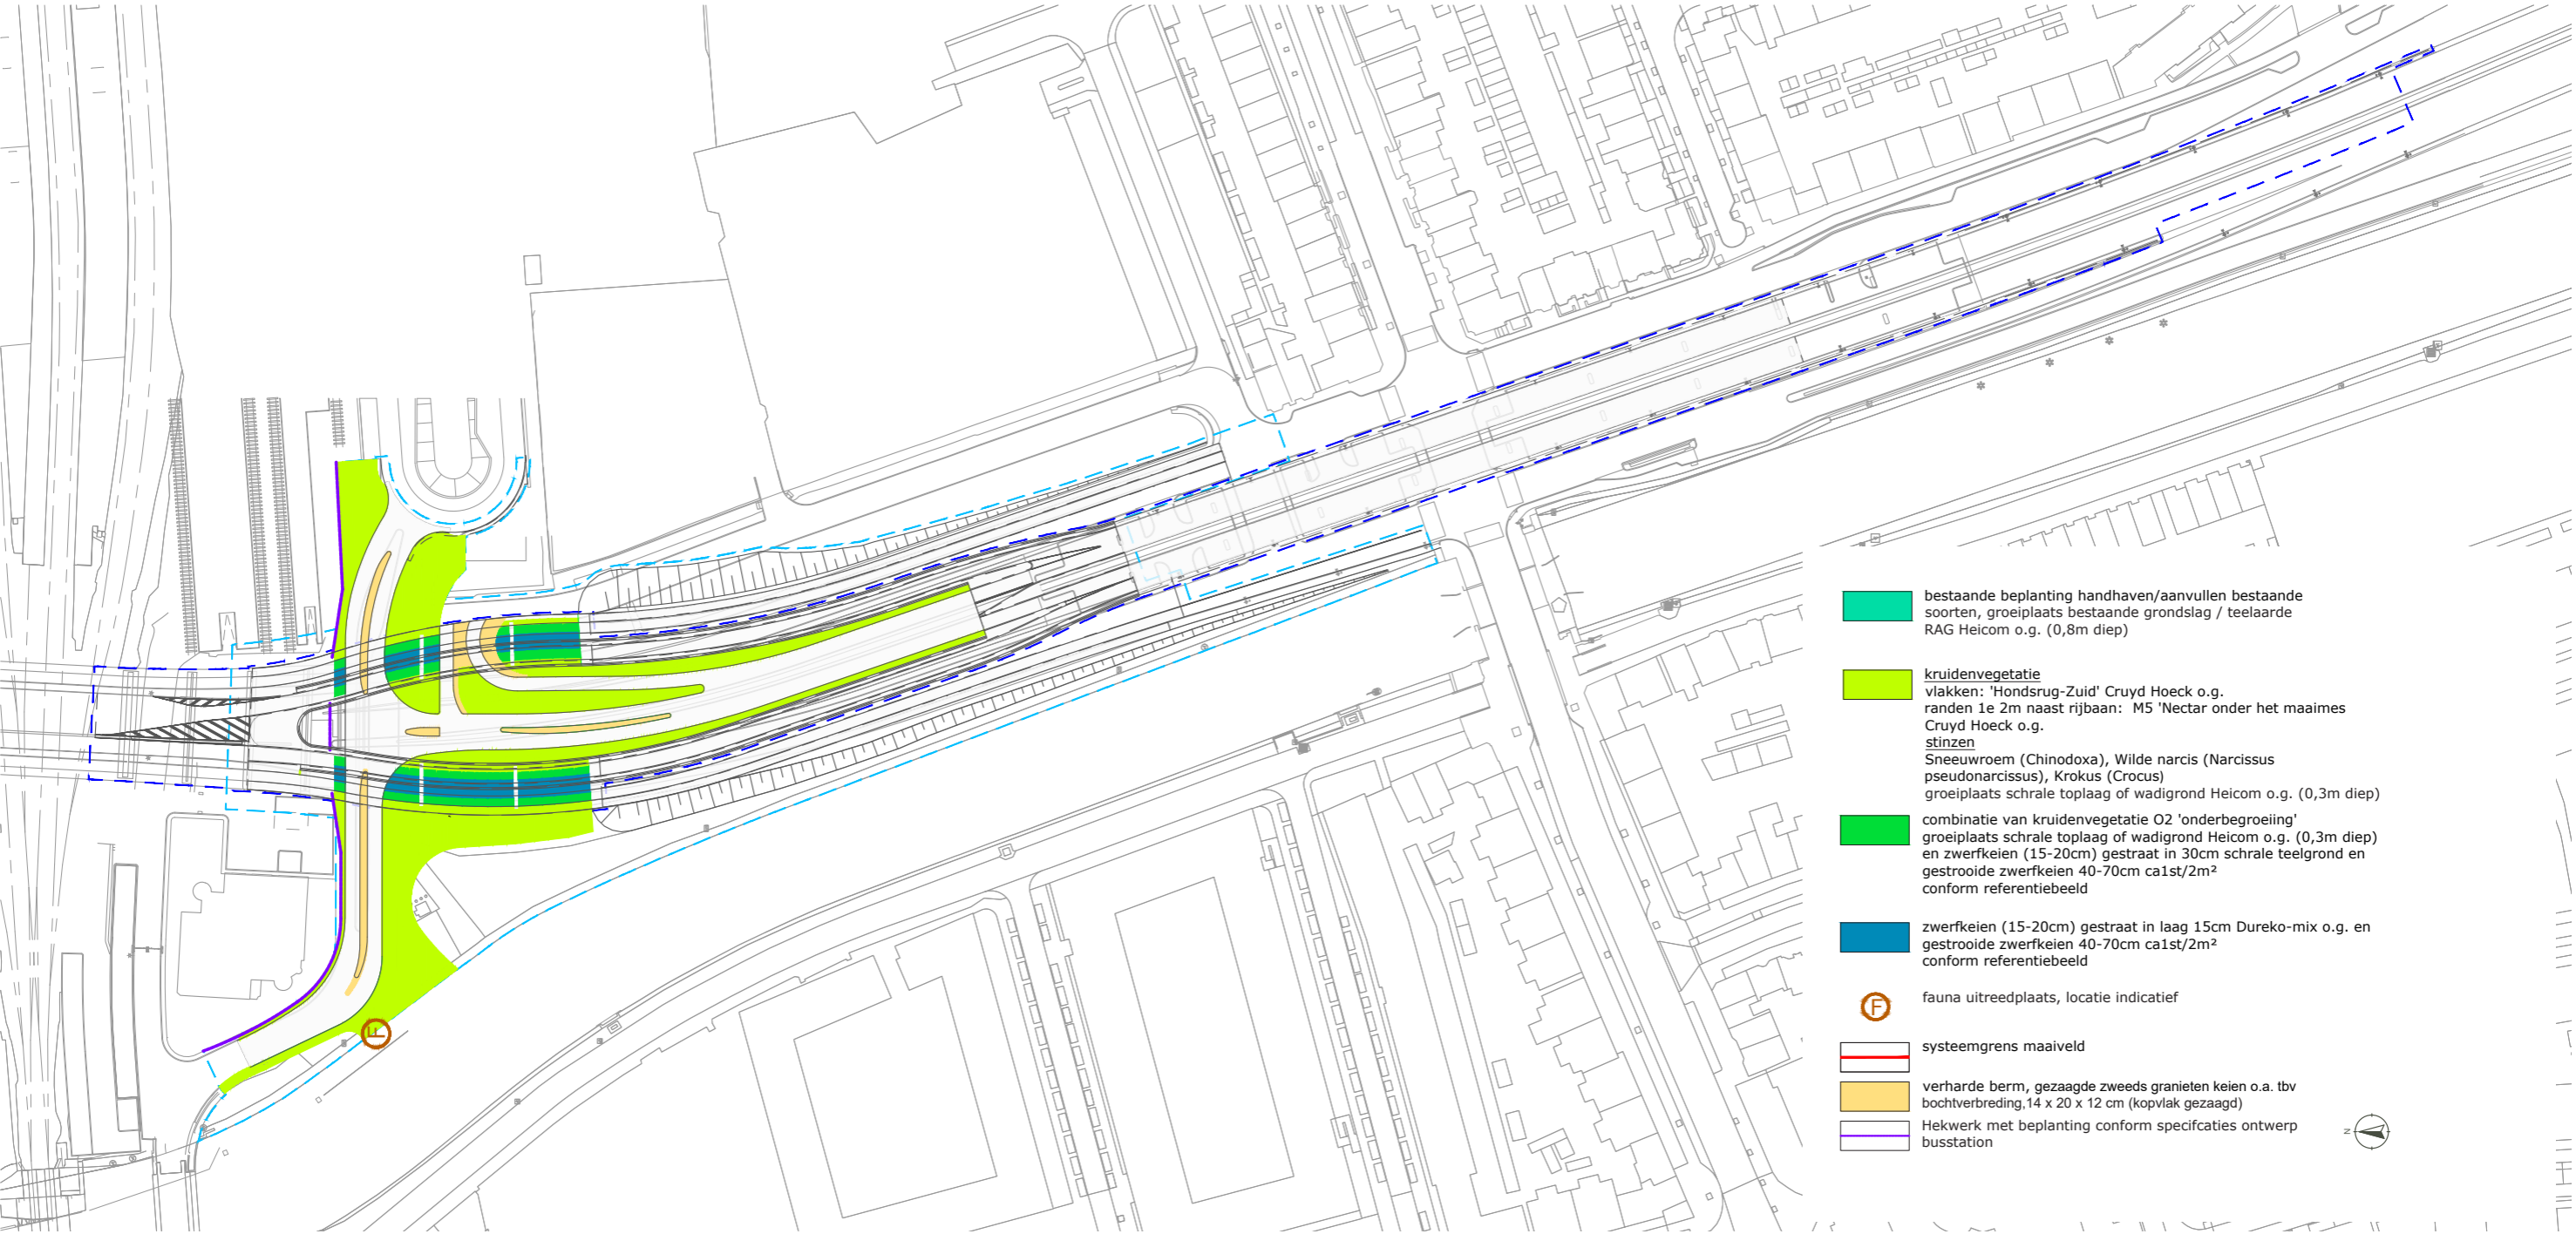 bestaande beplanting handhaven/aanvullen bestaande
soorten, groeiplaats bestaande grondslag / teelaarde
RAG Heicom o.g. (0,8m diep)
kruidenvegetatie
vlakken: 'Hondsrug-Zuid' Cruyd Hoeck o.g.
randen 1e 2m naast rijbaan: M5 'Nectar onder het maaimes
Cruyd Hoeck o.g.
stinzen
Sneeuwroem (Chinodoxa), Wilde narcis (Narcissus
pseudonarcissus), Krokus (Crocus)
groeiplaats schrale toplaag of wadigrond Heicom o.g. (0,3m diep)
combinatie van kruidenvegetatie O2 'onderbegroeiing'
groeiplaats schrale toplaag of wadigrond Heicom o.g. (0,3m diep)
en zwerfkeien (15-20cm) gestraat in 30cm schrale teelgrond en
gestrooide zwerfkeien 40-70cm ca1st/2m²
conform referentiebeeld
zwerfkeien (15-20cm) gestraat in laag 15cm Dureko-mix o.g. en
gestrooide zwerfkeien 40-70cm ca1st/2m²
conform referentiebeeld
F
fauna uitreedplaats, locatie indicatief
F
systeemgrens maaiveld
verharde berm, gezaagde zweeds granieten keien o.a. tbv
bochtverbreding,14 x 20 x 12 cm (kopvlak gezaagd)
Hekwerk met beplanting conform specifcaties ontwerp
busstation
N